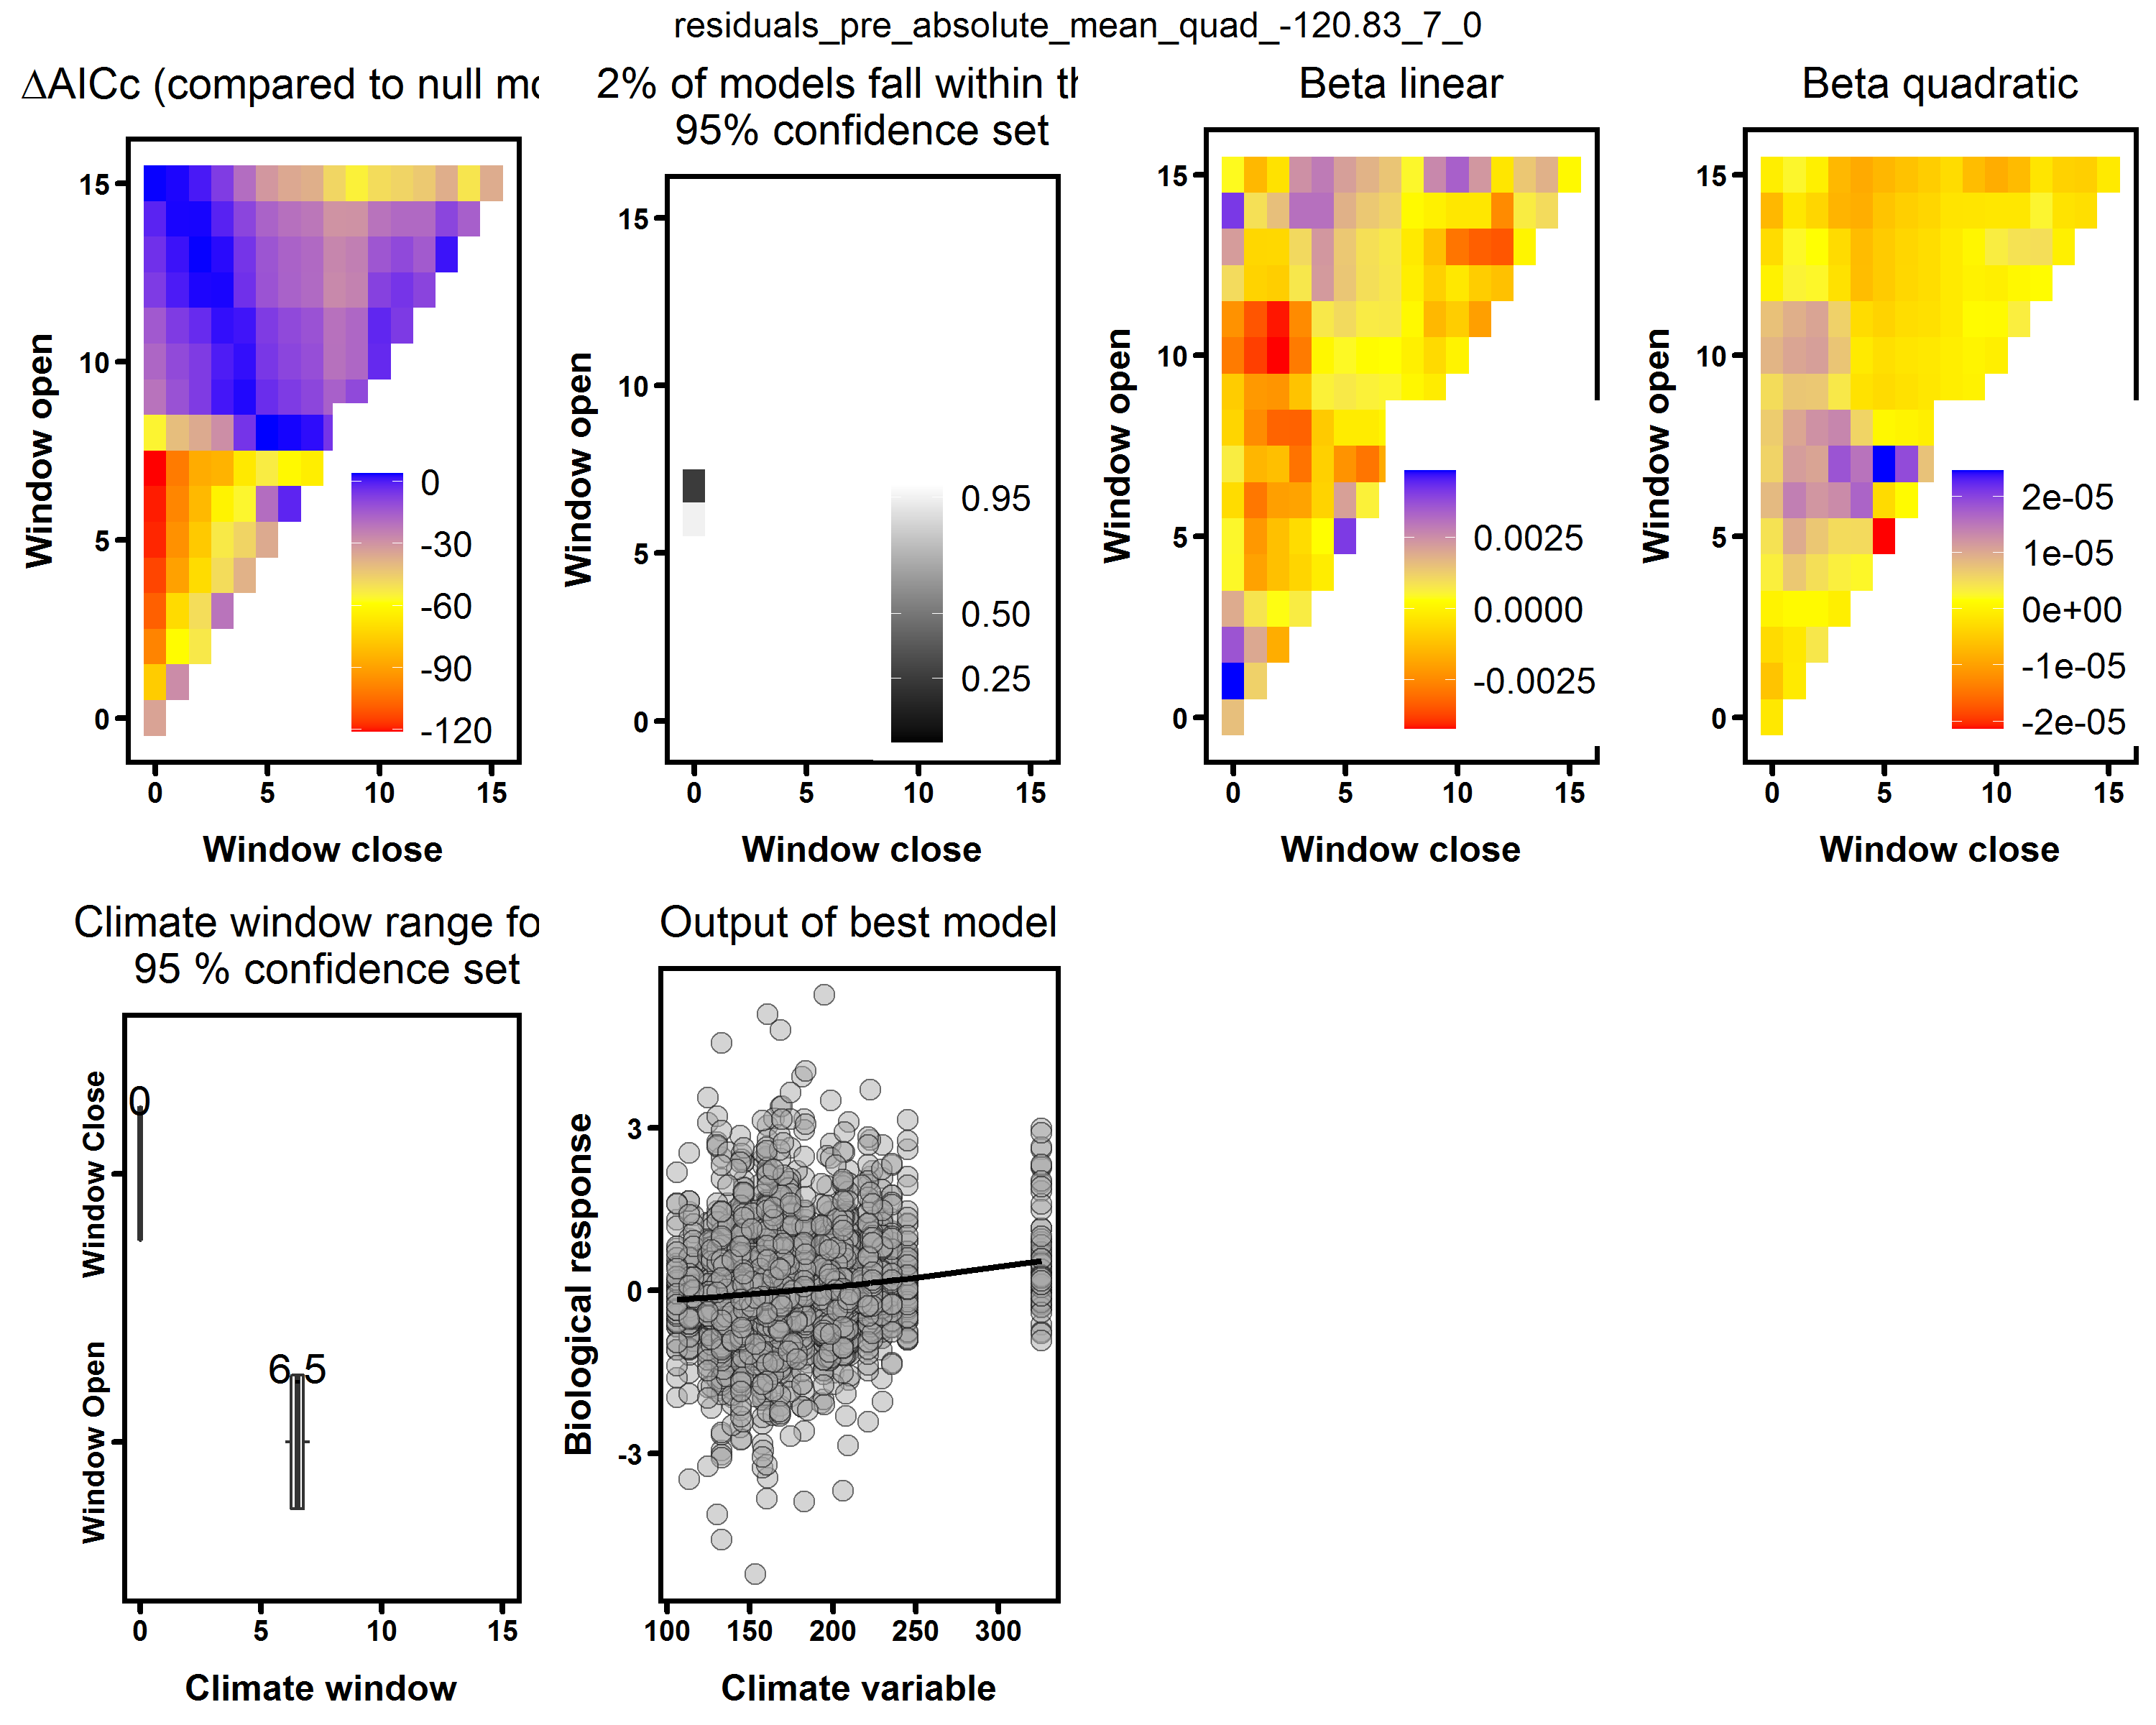 residuals_pre_absolute_mean_quad_-120.83_7_0
ΔAICc (compared to null mo
15
10
5
0
Window open
0
-30
-60
-90
-120
0 5 10 15
Window close
2% of models fall within th
95% confidence set
15
10
5
0
Window open
0.95
0.50
0.25
0 5 10 15
Window close
Beta linear
15
10
5
0
Window open
0.0025
0.0000
-0.0025
0 5 10 15
Window close
Beta quadratic
15
10
5
0
Window open
2e-05
1e-05
0e+00
-1e-05
-2e-05
0 5 10 15
Window close
Climate window range fo
95 % confidence set
Window Close
Window Open
0
6.5
0 5 10 15
Climate window
Output of best model
3
0
-3
Biological response
100 150 200 250 300
Climate variable